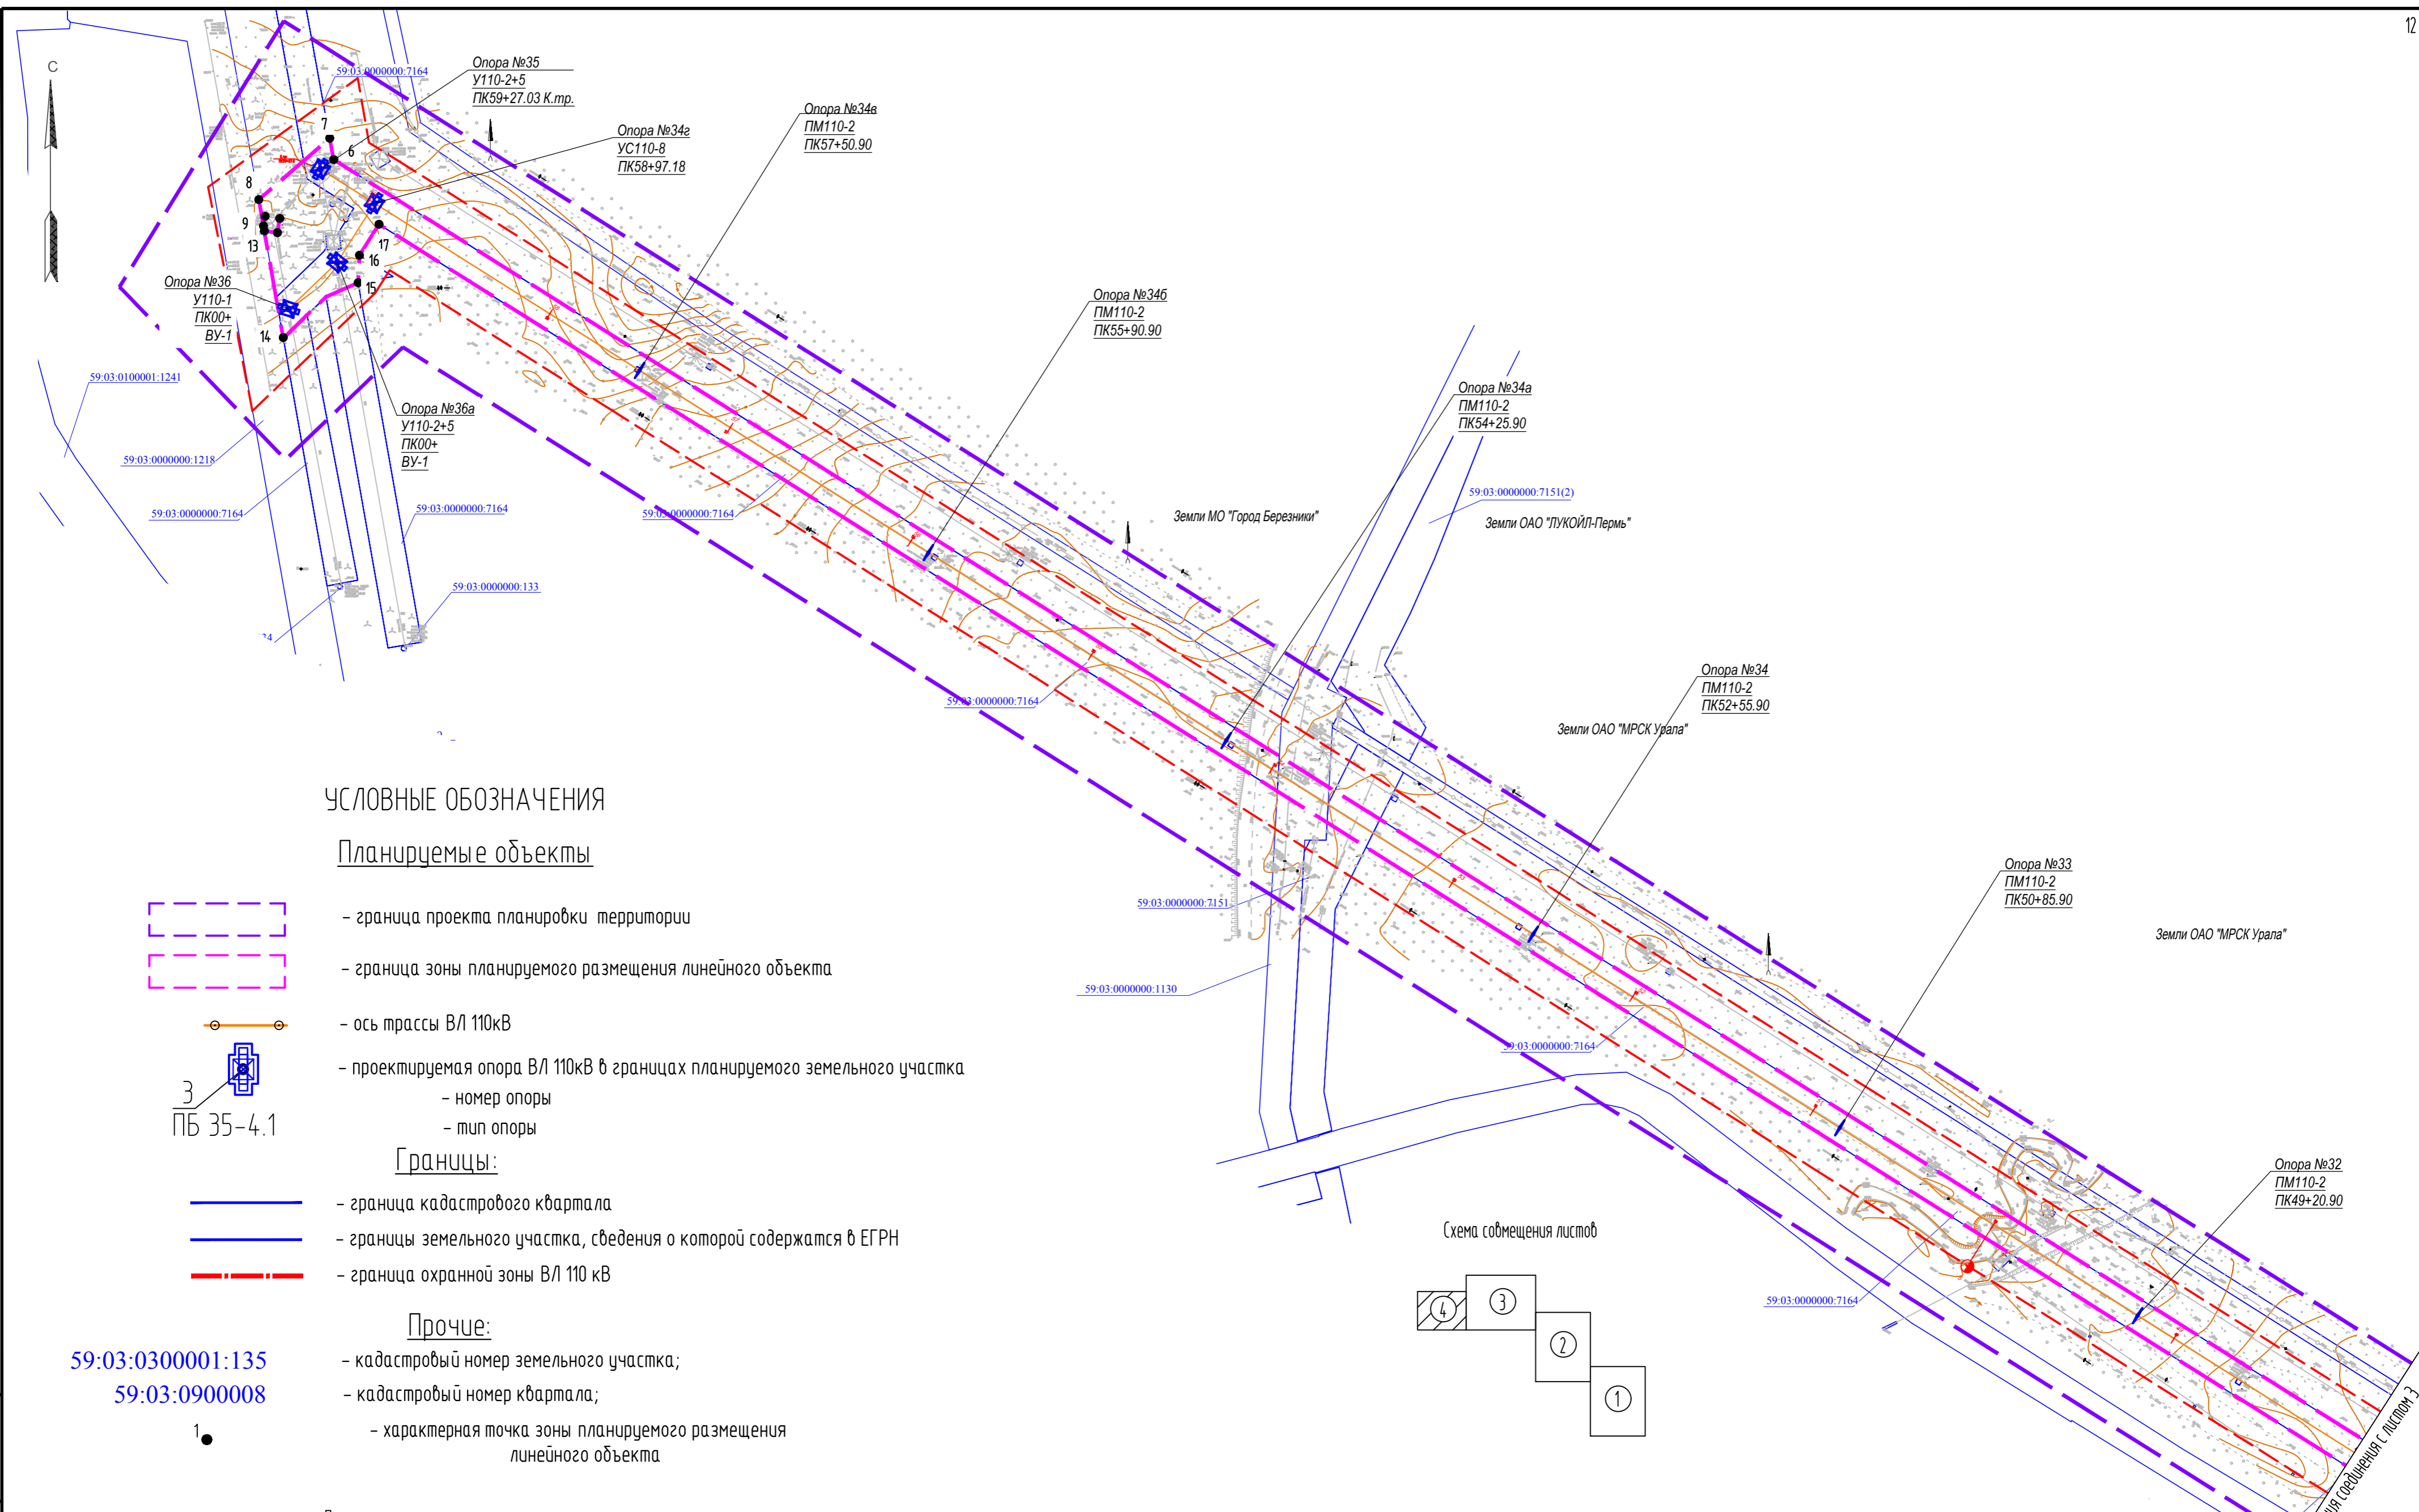 12
С
59:03:0000000:7164
Опора №35
У110-2+5
ПК59+27.03 К.тр.
Опора №34г
УС110-8
ПК58+97.18
Опора №34в
ПМ110-2
ПК57+50.90
7
6
8
9
13
17
16
15
14
Опора №36
У110-1
ПК00+
ВУ-1
Опора №34б
ПМ110-2
ПК55+90.90
59:03:0100001:1241
Опора №36а
У110-2+5
ПК00+
ВУ-1
Опора №34а
ПМ110-2
ПК54+25.90
59:03:0000000:1218
59:03:0000000:7164
59:03:0000000:7164
59:03:0000000:7164
59:03:0000000:7151(2)
Земли МО "Город Березники"
Земли ОАО "ЛУКОЙЛ-Пермь"
59:03:0000000:133
59:03:0000000:7164
Опора №34
ПМ110-2
ПК52+55.90
Земли ОАО "МРСК Урала"
УСЛОВНЫЕ ОБОЗНАЧЕНИЯ
Планируемые объекты
– граница проекта планировки территории
– граница зоны планируемого размещения линейного объекта
– ось трассы ВЛ 110кВ
– проектируемая опора ВЛ 110кВ в границах планируемого земельного участка
3
– номер опоры
ПБ 35-4.1
– тип опоры
59:03:0000000:7151
Опора №33
ПМ110-2
ПК50+85.90
Земли ОАО "МРСК Урала"
59:03:0000000:1130
59:03:0000000:7164
Границы:
– граница кадастрового квартала
– границы земельного участка, сведения о которой содержатся в ЕГРН
– граница охранной зоны ВЛ 110 кВ
Опора №32
ПМ110-2
ПК49+20.90
Схема совмещения листов
4
3
2
1
59:03:0000000:7164
Прочие:
59:03:0300001:135
– кадастровый номер земельного участка;
59:03:0900008
– кадастровый номер квартала;
1
– характерная точка зоны планируемого размещения
линейного объекта
соединения с листом 3